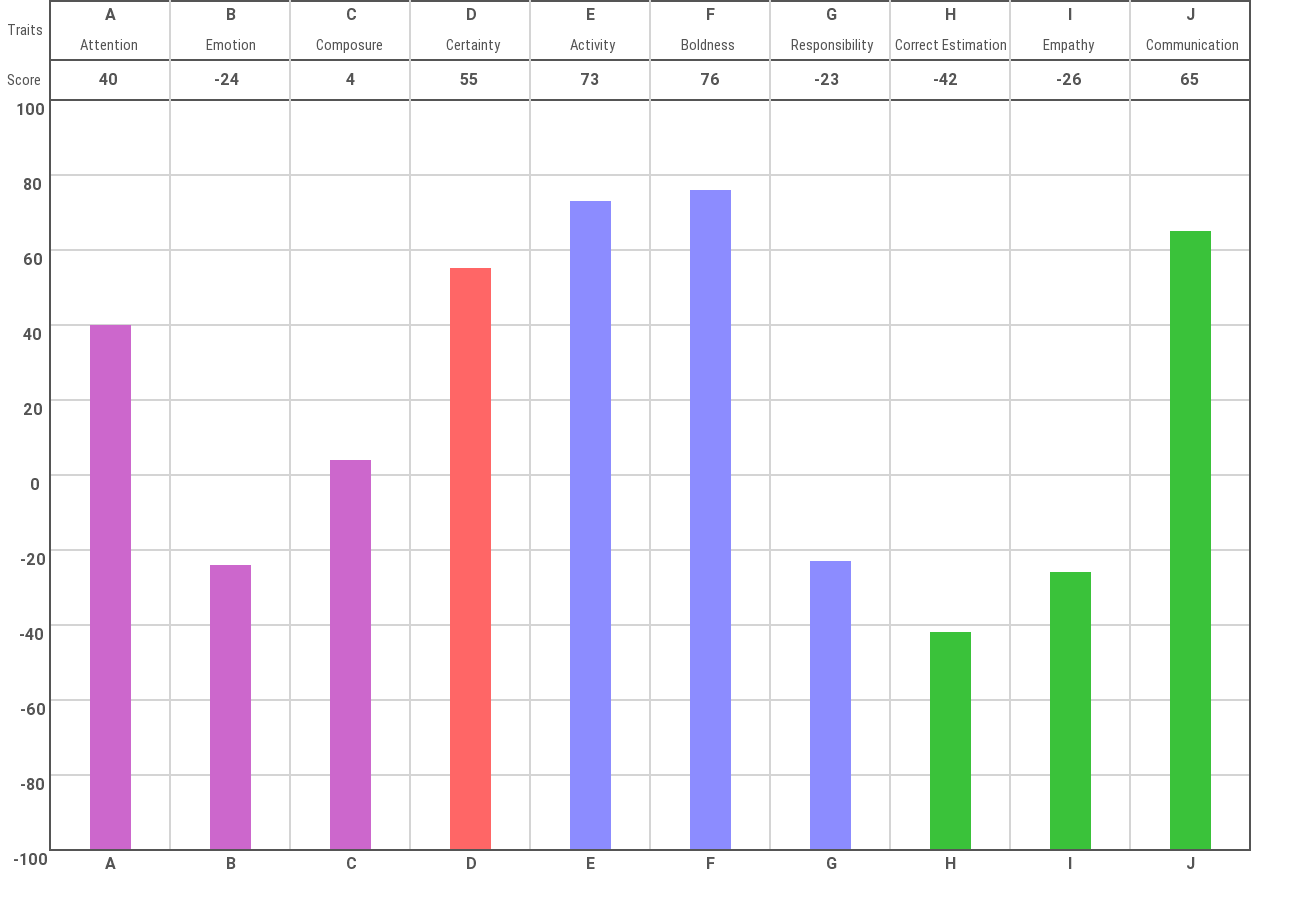 Traits A B C D E F G H I J
Attention Emotion Composure Certainty Activity Boldness Responsibility Correct Estimation Empathy Communication
Score 40 -24 4 55 73 76 -23 -42 -26 65
100
80
60
40
20
0
-20
-40
-60
-80
-100
A B C D E F G H I J